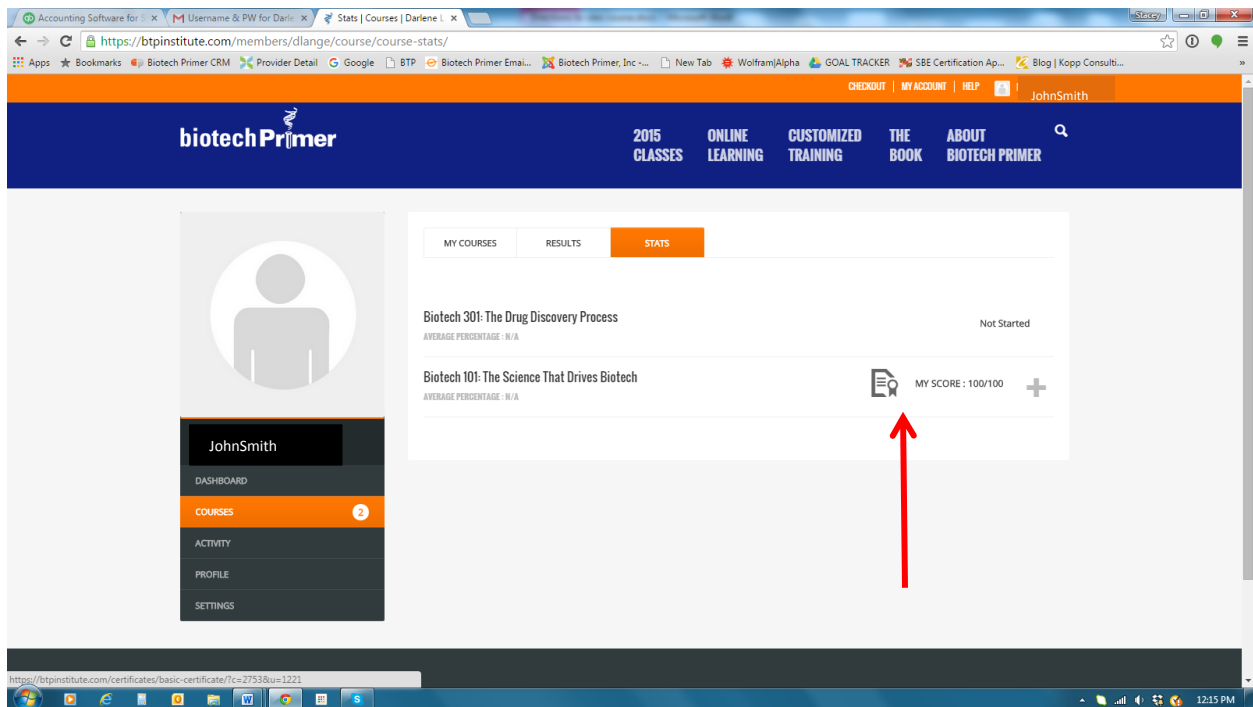 Accounting Software for S
Username & PW for Darle
Stats | Courses | Darlene L
Stacey
https://btpinstitute.com/members/dlange/course/course-stats/
Apps Bookmarks Biotech Primer CRM Provider Detail Google BTP Biotech Primer Emai... Biotech Primer, Inc -... New Tab Wolfram|Alpha GOAL TRACKER SBE Certification Ap... Blog | Kopp Consulti... »
CHECKOUT | MY ACCOUNT | HELP JohnSmith
biotech Primer
2015 CLASSES
ONLINE LEARNING
CUSTOMIZED TRAINING
THE BOOK
ABOUT BIOTECH PRIMER
MY COURSES RESULTS STATS
Biotech 301: The Drug Discovery Process
AVERAGE PERCENTAGE : N/A
Not Started
Biotech 101: The Science That Drives Biotech
AVERAGE PERCENTAGE : N/A
MY SCORE : 100/100
JohnSmith
DASHBOARD
COURSES 2
ACTIVITY
PROFILE
SETTINGS
https://btpinstitute.com/certificates/basic-certificate/?c=2753&u=1221
12:15 PM